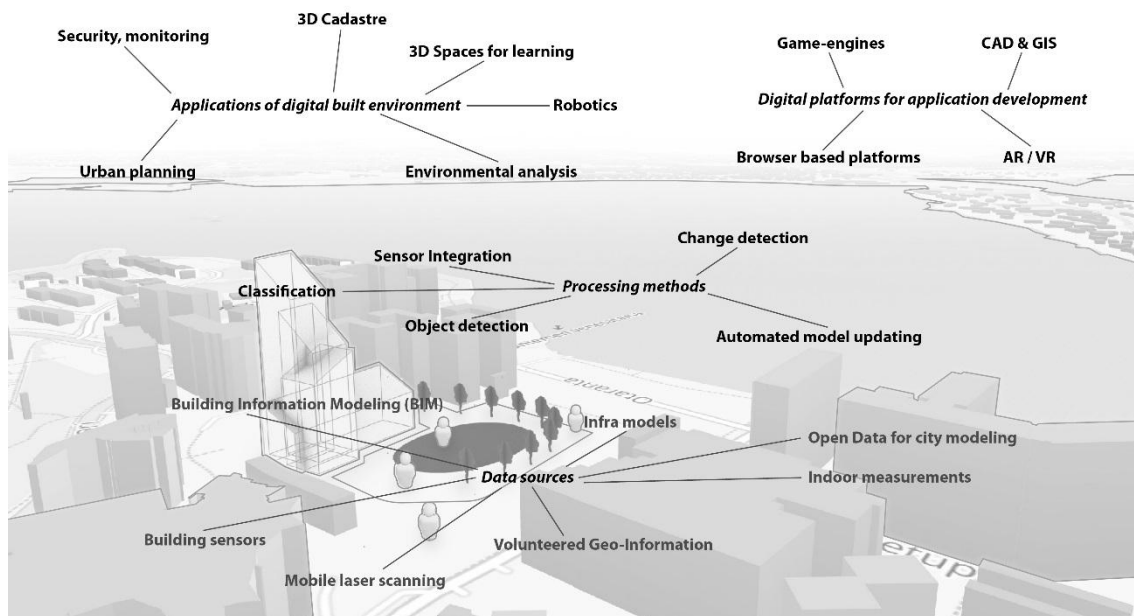 3D Cadastre
Security, monitoring
3D Spaces for learning
Applications of digital built environment
Robotics
Urban planning
Environmental analysis
Game-engines
CAD & GIS
Digital platforms for application development
Browser based platforms
AR / VR
Change detection
Sensor Integration
Processing methods
Classification
Object detection
Automated model updating
Otaranta
Building Information Modeling (BIM)
Infra models
Open Data for city modeling
Data sources
Indoor measurements
Building sensors
Volunteered Geo-Information
Mobile laser scanning